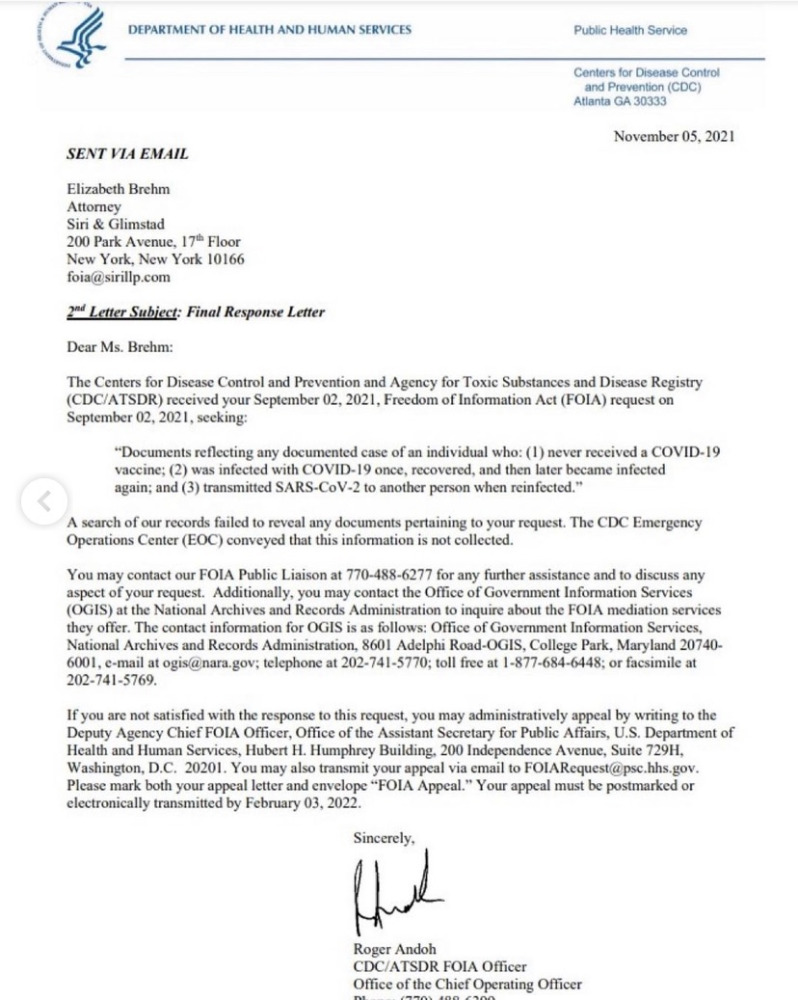 DEPARTMENT OF HEALTH AND HUMAN SERVICES
Public Health Service
Centers for Disease Control
and Prevention (CDC)
Atlanta GA 30333
November 05, 2021
SENT VIA EMAIL
Elizabeth Brehm
Attorney
Siri & Glimstad
200 Park Avenue, 17th Floor
New York, New York 10166
foia@sirillp.com
2nd Letter Subject: Final Response Letter
Dear Ms. Brehm:
The Centers for Disease Control and Prevention and Agency for Toxic Substances and Disease Registry
(CDC/ATSDR) received your September 02, 2021, Freedom of Information Act (FOIA) request on
September 02, 2021, seeking:
“Documents reflecting any documented case of an individual who: (1) never received a COVID-19
vaccine; (2) was infected with COVID-19 once, recovered, and then later became infected
again; and (3) transmitted SARS-CoV-2 to another person when reinfected.”
A search of our records failed to reveal any documents pertaining to your request. The CDC Emergency
Operations Center (EOC) conveyed that this information is not collected.
You may contact our FOIA Public Liaison at 770-488-6277 for any further assistance and to discuss any
aspect of your request. Additionally, you may contact the Office of Government Information Services
(OGIS) at the National Archives and Records Administration to inquire about the FOIA mediation services
they offer. The contact information for OGIS is as follows: Office of Government Information Services,
National Archives and Records Administration, 8601 Adelphi Road-OGIS, College Park, Maryland 20740-
6001, e-mail at ogis@nara.gov; telephone at 202-741-5770; toll free at 1-877-684-6448; or facsimile at
202-741-5769.
If you are not satisfied with the response to this request, you may administratively appeal by writing to the
Deputy Agency Chief FOIA Officer, Office of the Assistant Secretary for Public Affairs, U.S. Department of
Health and Human Services, Hubert H. Humphrey Building, 200 Independence Avenue, Suite 729H,
Washington, D.C. 20201. You may also transmit your appeal via email to FOIARequest@psc.hhs.gov.
Please mark both your appeal letter and envelope “FOIA Appeal.” Your appeal must be postmarked or
electronically transmitted by February 03, 2022.
Sincerely,
Roger Andoh
CDC/ATSDR FOIA Officer
Office of the Chief Operating Officer